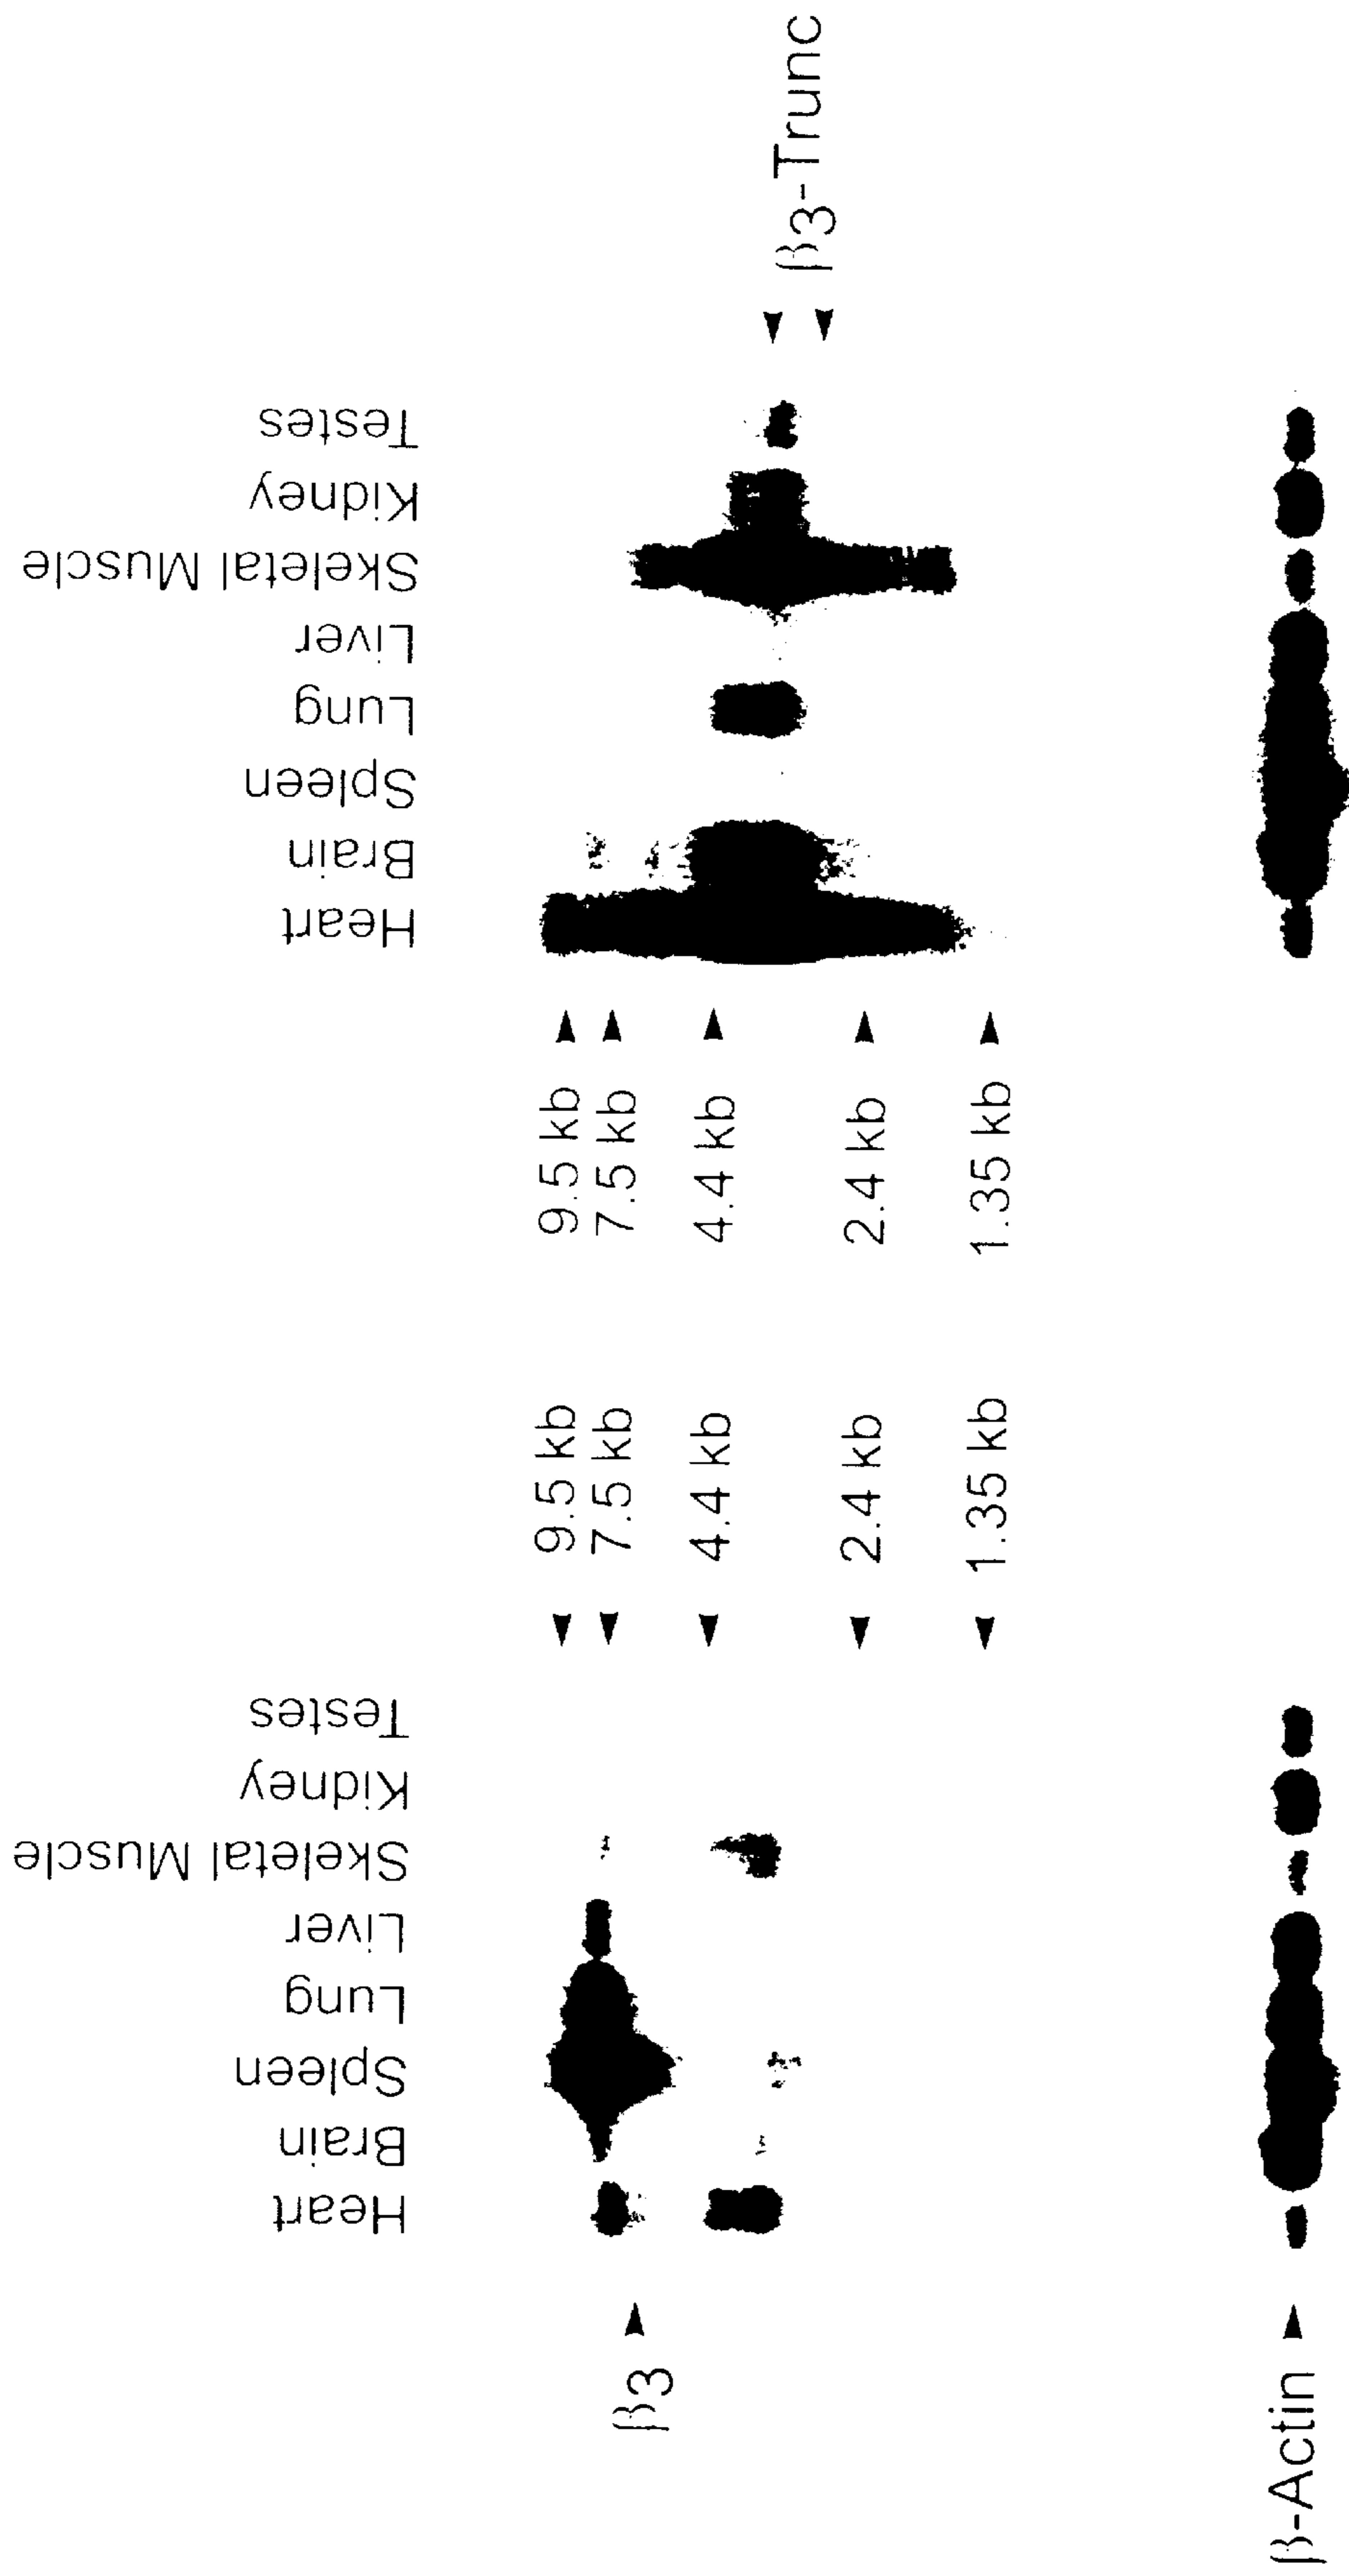 Heart
Brain
Spleen
Lung
Liver
Skeletal Muscle
Kidney
Testes
Heart
Brain
Spleen
Lung
Liver
Skeletal Muscle
Kidney
Testes
9.5 kb
7.5 kb
4.4 kb
2.4 kb
1.35 kb
9.5 kb
7.5 kb
4.4 kb
2.4 kb
1.35 kb
β3
β3-Trunc
β-Actin